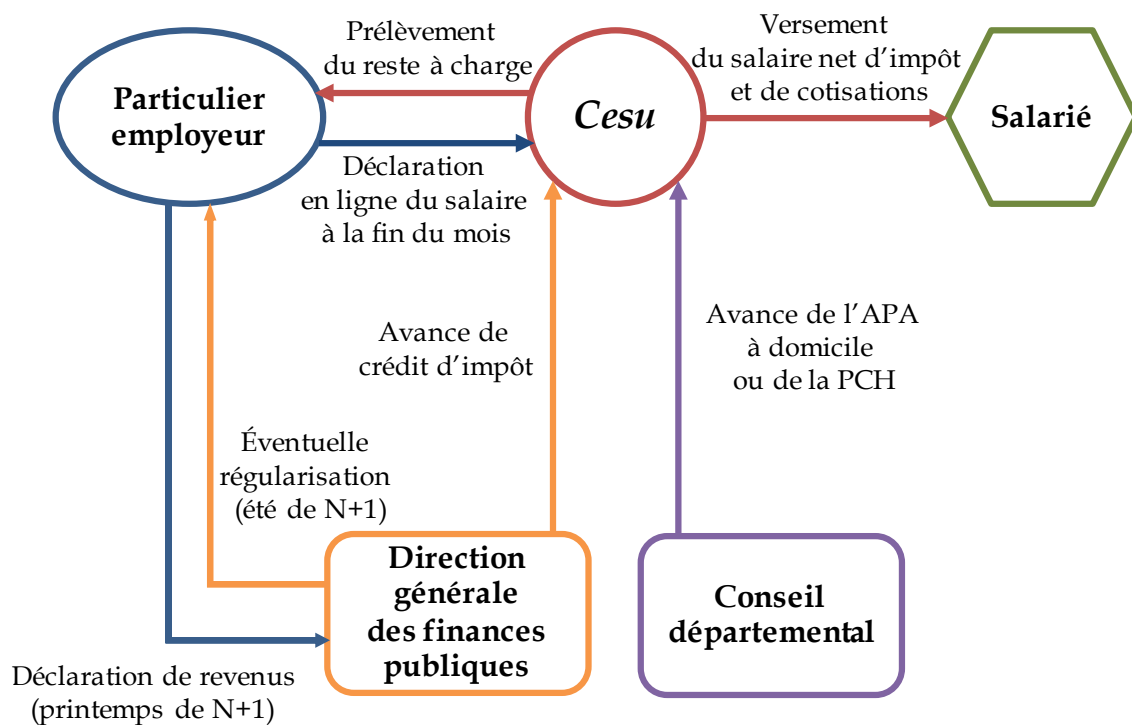 Prélèvement
du reste à charge
Versement
du salaire net d’impôt
et de cotisations
Particulier
employeur
Cesu
Salarié
Déclaration
en ligne du salaire
à la fin du mois
Avance de
crédit d’impôt
Avance de l’APA
à domicile
ou de la PCH
Éventuelle
régularisation
(été de N+1)
Direction
générale
des finances
publiques
Conseil
départemental
Déclaration de revenus
(printemps de N+1)